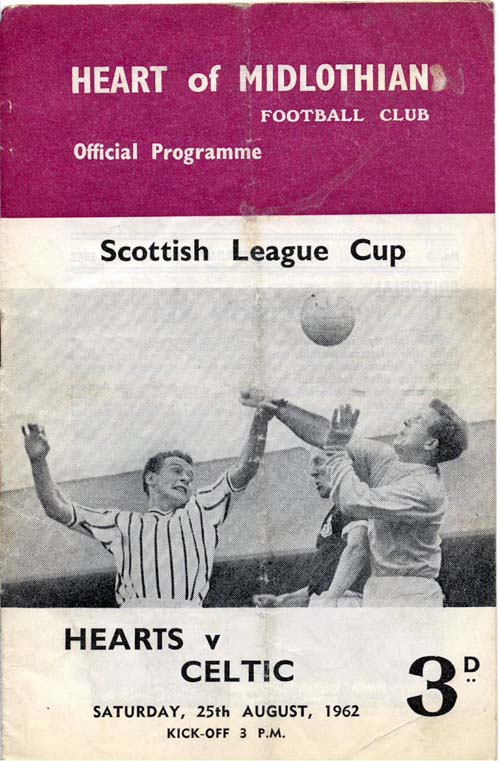 HEART of MIDLOTHIAN
FOOTBALL CLUB
Official Programme
Scottish League Cup
HEARTS v
CELTIC
3D
SATURDAY, 25th AUGUST, 1962
KICK-OFF 3 P.M.